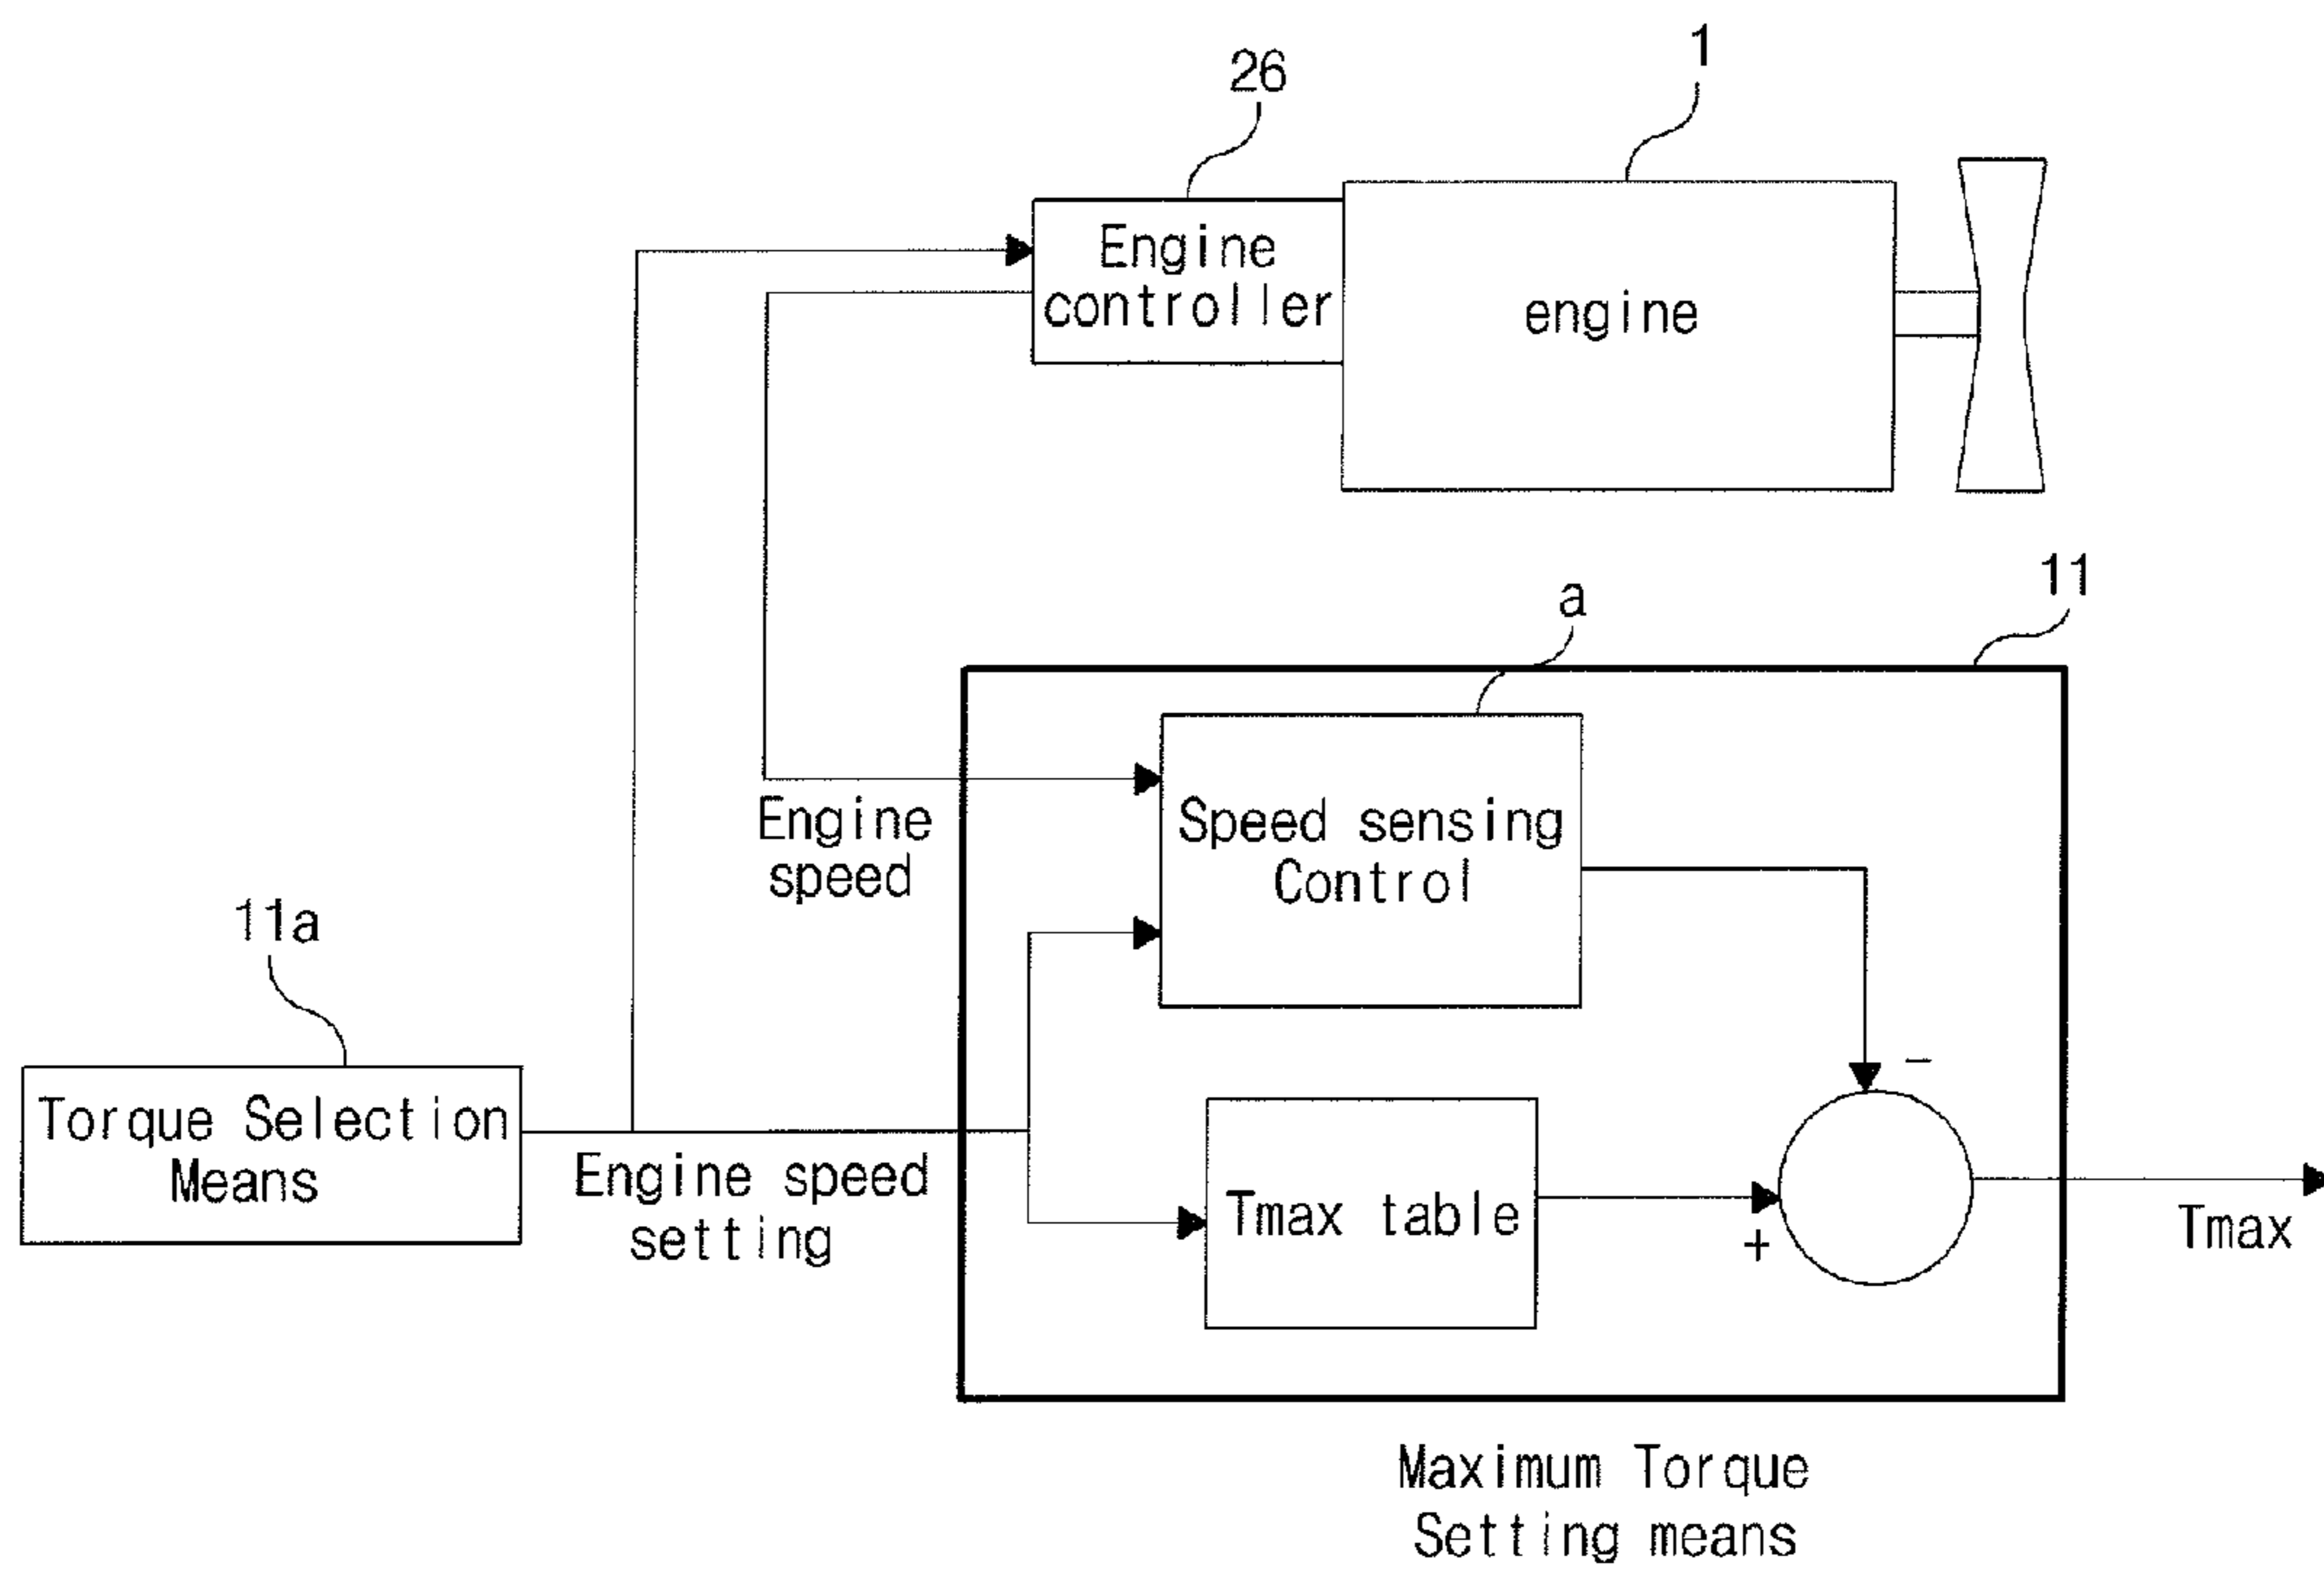 1
26
Engine
controller
engine
11
a
Engine
speed
Speed sensing
Control
11a
Torque Selection
Means
Engine speed
setting
Tmax table
-
+
Tmax
Maximum Torque
Setting means